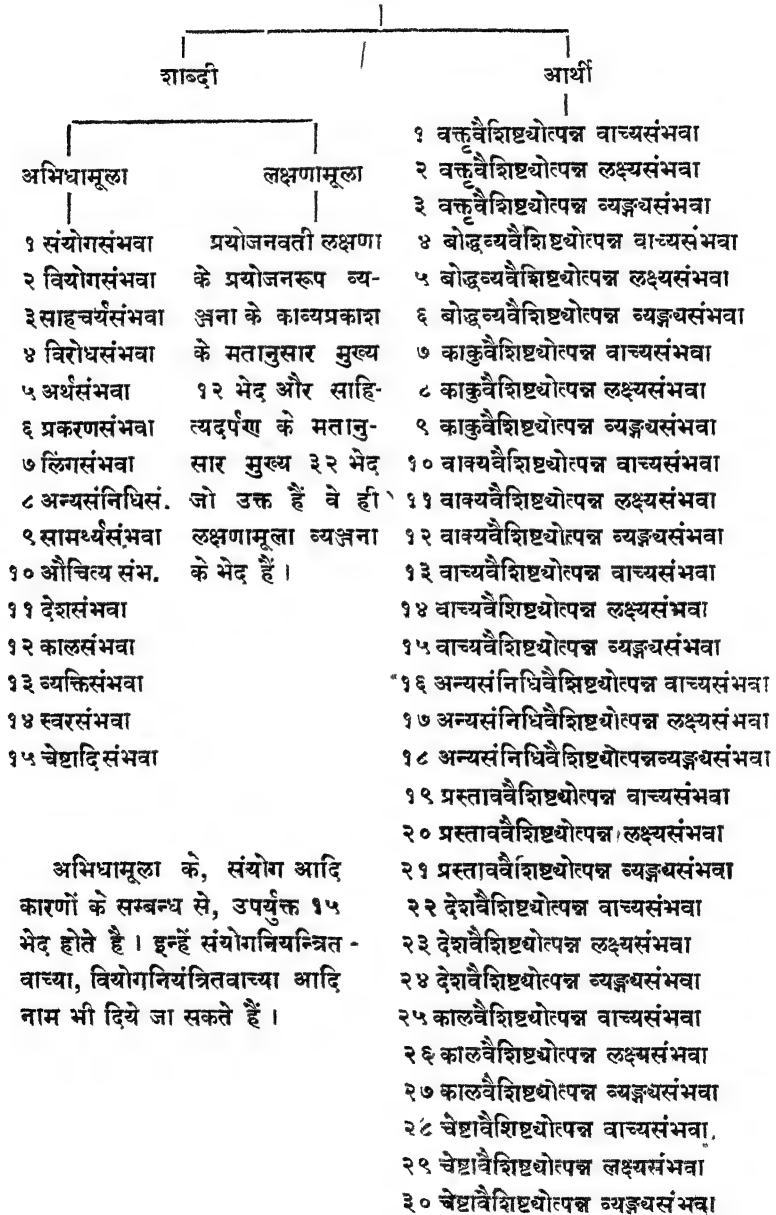 शाब्दी
आर्थी
अभिधामूला
लक्षणामूला
१ संयोगसंभवा
२ वियोगसंभवा
३ साहचर्यसंभवा
४ विरोधसंभवा
५ अर्थसंभवा
६ प्रकरणसंभवा
७ लिंगसंभवा
८ अन्यसंनिधिसं.
९ सामर्थ्यसंभवा
१० औचित्य संभ.
११ देशसंभवा
१२ कालसंभवा
१३ व्यक्तिसंभवा
१४ स्वरसंभवा
१५ चेष्टादि संभवा
प्रयोजनवती लक्षणा
के प्रयोजनरूप व्य-
ञ्जना के काव्यप्रकाश
के मतानुसार मुख्य
१२ भेद और साहि-
त्यदर्पण के मतानु-
सार मुख्य ३२ भेद
जो उक्त हैं वे ही
लक्षणामूला व्यञ्जना
के भेद हैं ।
अभिधामूला के, संयोग आदि
कारणों के सम्बन्ध से, उपर्युक्त १५
भेद होते है । इन्हें संयोगनियन्त्रित-
वाच्या, वियोगनियंत्रितवाच्या आदि
नाम भी दिये जा सकते हैं ।
१ वक्तृवैशिष्ट्योत्पन्न वाच्यसंभवा
२ वक्तृवैशिष्ट्योत्पन्न लक्ष्यसंभवा
३ वक्तृवैशिष्ट्योत्पन्न व्यङ्ग्यसंभवा
४ बोद्धव्यवैशिष्ट्योत्पन्न वाच्यसंभवा
५ बोद्धव्यवैशिष्ट्योत्पन्न लक्ष्यसंभवा
६ बोद्धव्यवैशिष्ट्योत्पन्न व्यङ्ग्यसंभवा
७ काकुवैशिष्ट्योत्पन्न वाच्यसंभवा
८ काकुवैशिष्ट्योत्पन्न लक्ष्यसंभवा
९ काकुवैशिष्ट्योत्पन्न व्यङ्ग्यसंभवा
१० वाक्यवैशिष्ट्योत्पन्न वाच्यसंभवा
११ वाक्यवैशिष्ट्योत्पन्न लक्ष्यसंभवा
१२ वाक्यवैशिष्ट्योत्पन्न व्यङ्ग्यसंभवा
१३ वाच्यवैशिष्ट्योत्पन्न वाच्यसंभवा
१४ वाच्यवैशिष्ट्योत्पन्न लक्ष्यसंभवा
१५ वाच्यवैशिष्ट्योत्पन्न व्यङ्ग्यसंभवा
१६ अन्यसंनिधिवैशिष्ट्योत्पन्न वाच्यसंभवा
१७ अन्यसंनिधिवैशिष्ट्योत्पन्न लक्ष्यसंभवा
१८ अन्यसंनिधिवैशिष्ट्योत्पन्नव्यङ्ग्यसंभवा
१९ प्रस्ताववैशिष्ट्योत्पन्न वाच्यसंभवा
२० प्रस्ताववैशिष्ट्योत्पन्न लक्ष्यसंभवा
२१ प्रस्ताववैशिष्ट्योत्पन्न व्यङ्ग्यसंभवा
२२ देशवैशिष्ट्योत्पन्न वाच्यसंभवा
२३ देशवैशिष्ट्योत्पन्न लक्ष्यसंभवा
२४ देशवैशिष्ट्योत्पन्न व्यङ्ग्यसंभवा
२५ कालवैशिष्ट्योत्पन्न वाच्यसंभवा
२६ कालवैशिष्ट्योत्पन्न लक्ष्यसंभवा
२७ कालवैशिष्ट्योत्पन्न व्यङ्ग्यसंभवा
२८ चेष्टावैशिष्ट्योत्पन्न वाच्यसंभवा.
२९ चेष्टावैशिष्ट्योत्पन्न लक्ष्यसंभवा
३० चेष्टावैशिष्ट्योत्पन्न व्यङ्ग्यसंभवा